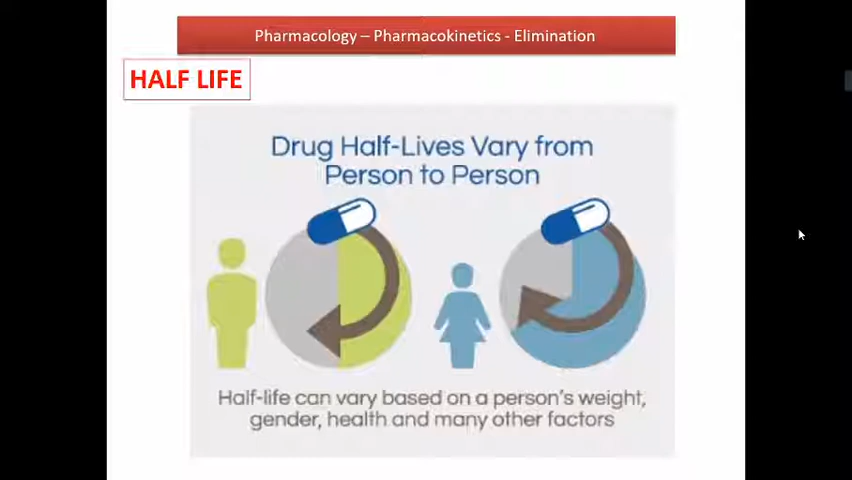 Pharmacology – Pharmacokinetics - Elimination
HALF LIFE
Drug Half-Lives Vary from
Person to Person
Half-life can vary based on a person's weight,
gender, health and many other factors